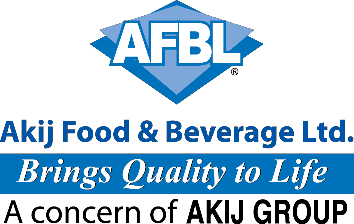 AFBL
®
Akij Food & Beverage Ltd.
Brings Quality to Life
A concern of AKIJ GROUP